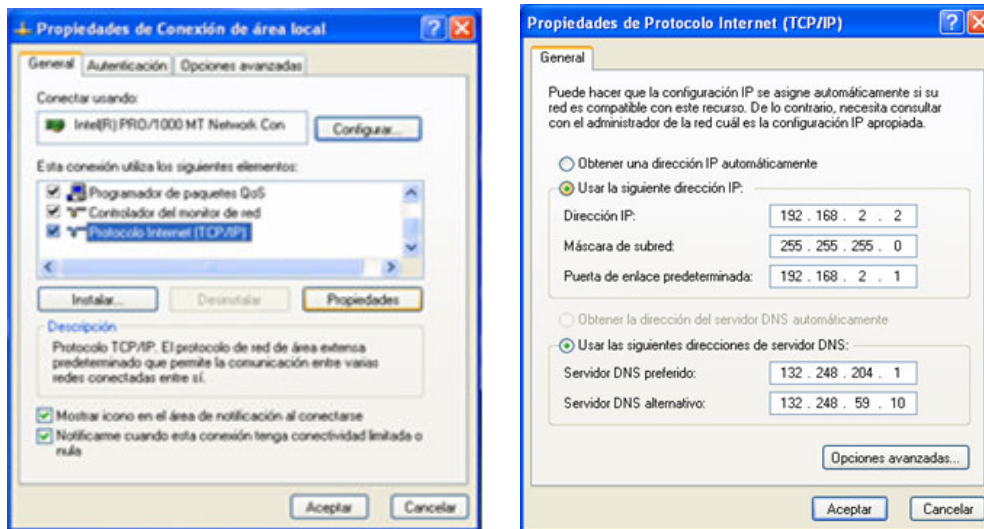 Propiedades de Conexión de área local
General
Autenticación
Opciones avanzadas
Conectar usando:
Intel(R) PRO/1000 MT Network Con
Configurar...
Esta conexión utiliza los siguientes elementos:
Programador de paquetes QoS
Controlador del monitor de red
Protocolo Internet (TCP/IP)
Instalar...
Desinstalar
Propiedades
Descripción
Protocolo TCP/IP. El protocolo de red de área extensa
predeterminado que permite la comunicación entre varias
redes conectadas entre sí.
Mostrar icono en el área de notificación al conectarse
Notificarme cuando esta conexión tenga conectividad limitada o
nula
Aceptar
Cancelar
Propiedades de Protocolo Internet (TCP/IP)
General
Puede hacer que la configuración IP se asigne automáticamente si su
red es compatible con este recurso. De lo contrario, necesita consultar
con el administrador de la red cuál es la configuración IP apropiada.
Obtener una dirección IP automáticamente
Usar la siguiente dirección IP:
Dirección IP: 192 . 168 . 2 . 2
Máscara de subred: 255 . 255 . 255 . 0
Puerta de enlace predeterminada: 192 . 168 . 2 . 1
Obtener la dirección del servidor DNS automáticamente
Usar las siguientes direcciones de servidor DNS:
Servidor DNS preferido: 132 . 248 . 204 . 1
Servidor DNS alternativo: 132 . 248 . 59 . 10
Opciones avanzadas...
Aceptar
Cancelar